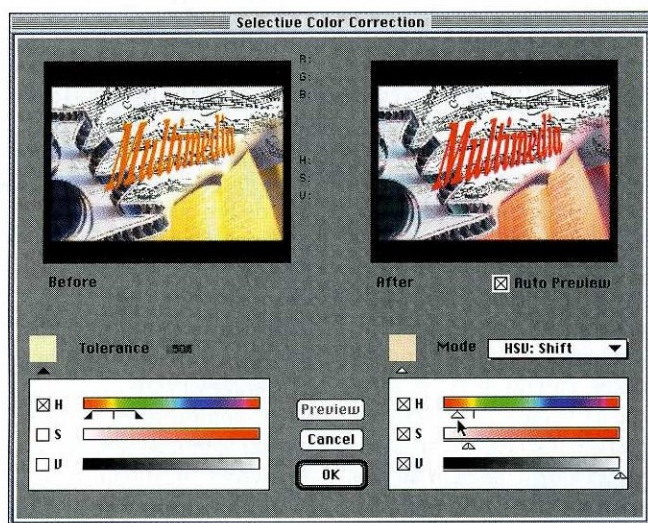 Selective Color Correction
R:
G:
B:
H:
S:
V:
Multimedia
Multimedia
Before
After
Auto Preview
Tolerance
Mode
HSV: Shift
H
S
V
Preview
Cancel
OK
H
S
V